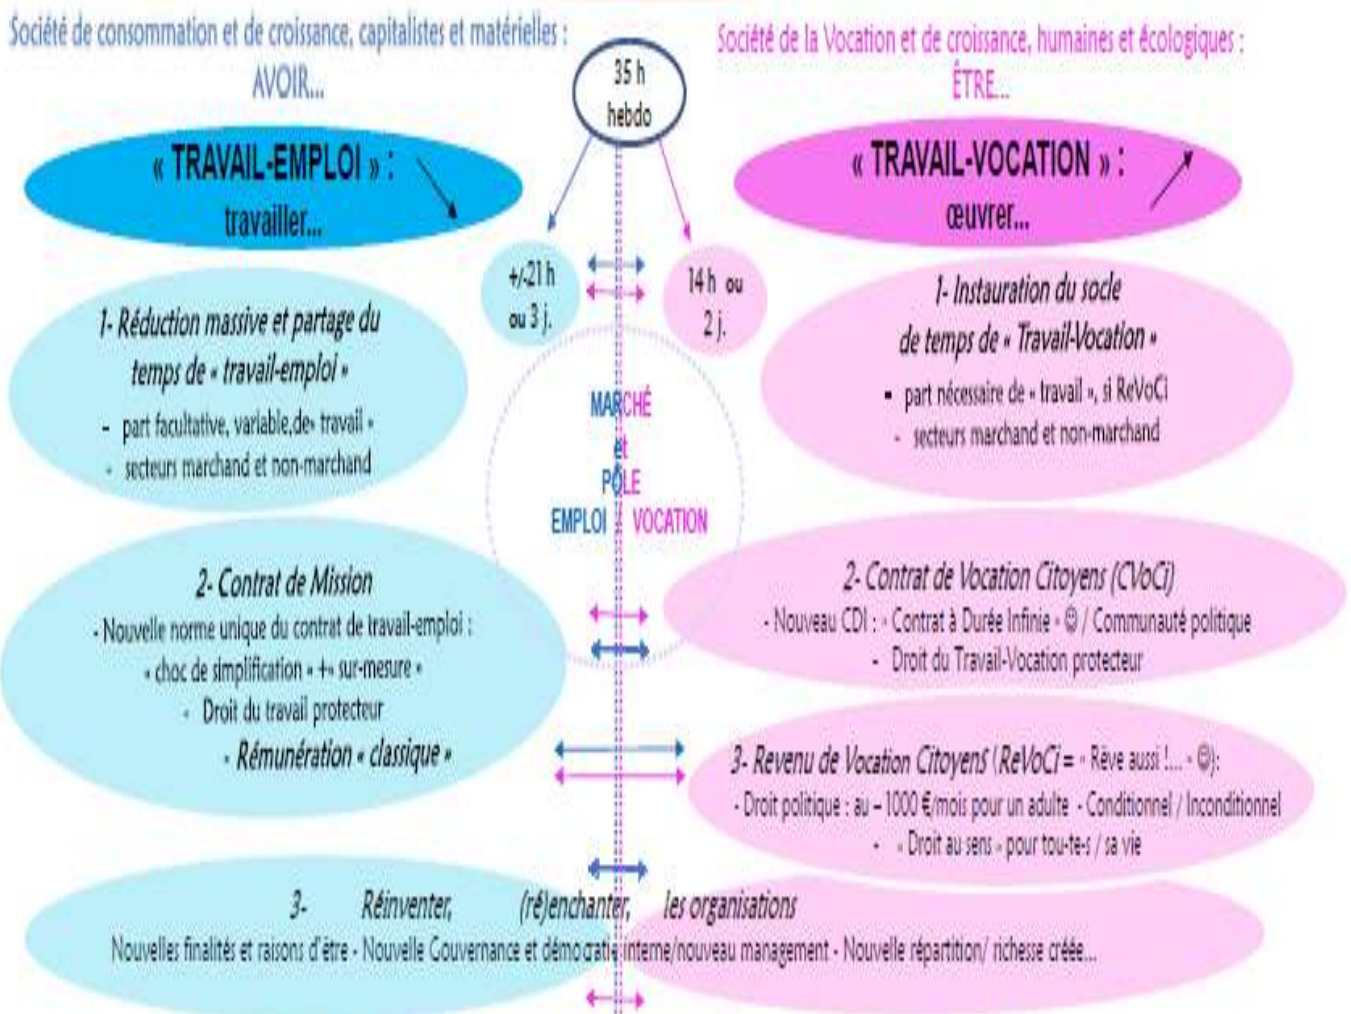 Société de consommation et de croissance, capitalistes et matérielles :
AVOIR...
« TRAVAIL-EMPLOI » :
travailler...
1- Réduction massive et partage du
temps de « travail-emploi »
- part facultative, variable,de« travail »
- secteurs marchand et non-marchand
2- Contrat de Mission
- Nouvelle norme unique du contrat de travail-emploi :
« choc de simplification » +« sur-mesure »
- Droit du travail protecteur
- Rémunération « classique »
35 h
hebdo
+/-21 h
ou 3 j.
14 h ou
2 j.
MARCHÉ
et
PÔLE
EMPLOI / VOCATION
Société de la Vocation et de croissance, humaines et écologiques :
ÊTRE...
« TRAVAIL-VOCATION » :
œuvrer...
1- Instauration du socle
de temps de « Travail-Vocation »
- part nécessaire de « travail », si ReVoCi
- secteurs marchand et non-marchand
2- Contrat de Vocation Citoyens (CVoCi)
- Nouveau CDI : « Contrat à Durée Infinie » ☺ / Communauté politique
- Droit du Travail-Vocation protecteur
3- Revenu de Vocation Citoyens (ReVoCi = « Rêve aussi !... » ☺):
- Droit politique : au – 1000 €/mois pour un adulte - Conditionnel / Inconditionnel
- « Droit au sens » pour tou-te-s / sa vie
3- Réinventer, (ré)enchanter, les organisations
Nouvelles finalités et raisons d'être - Nouvelle Gouvernance et démocratie interne/nouveau management - Nouvelle répartition/ richesse créée...